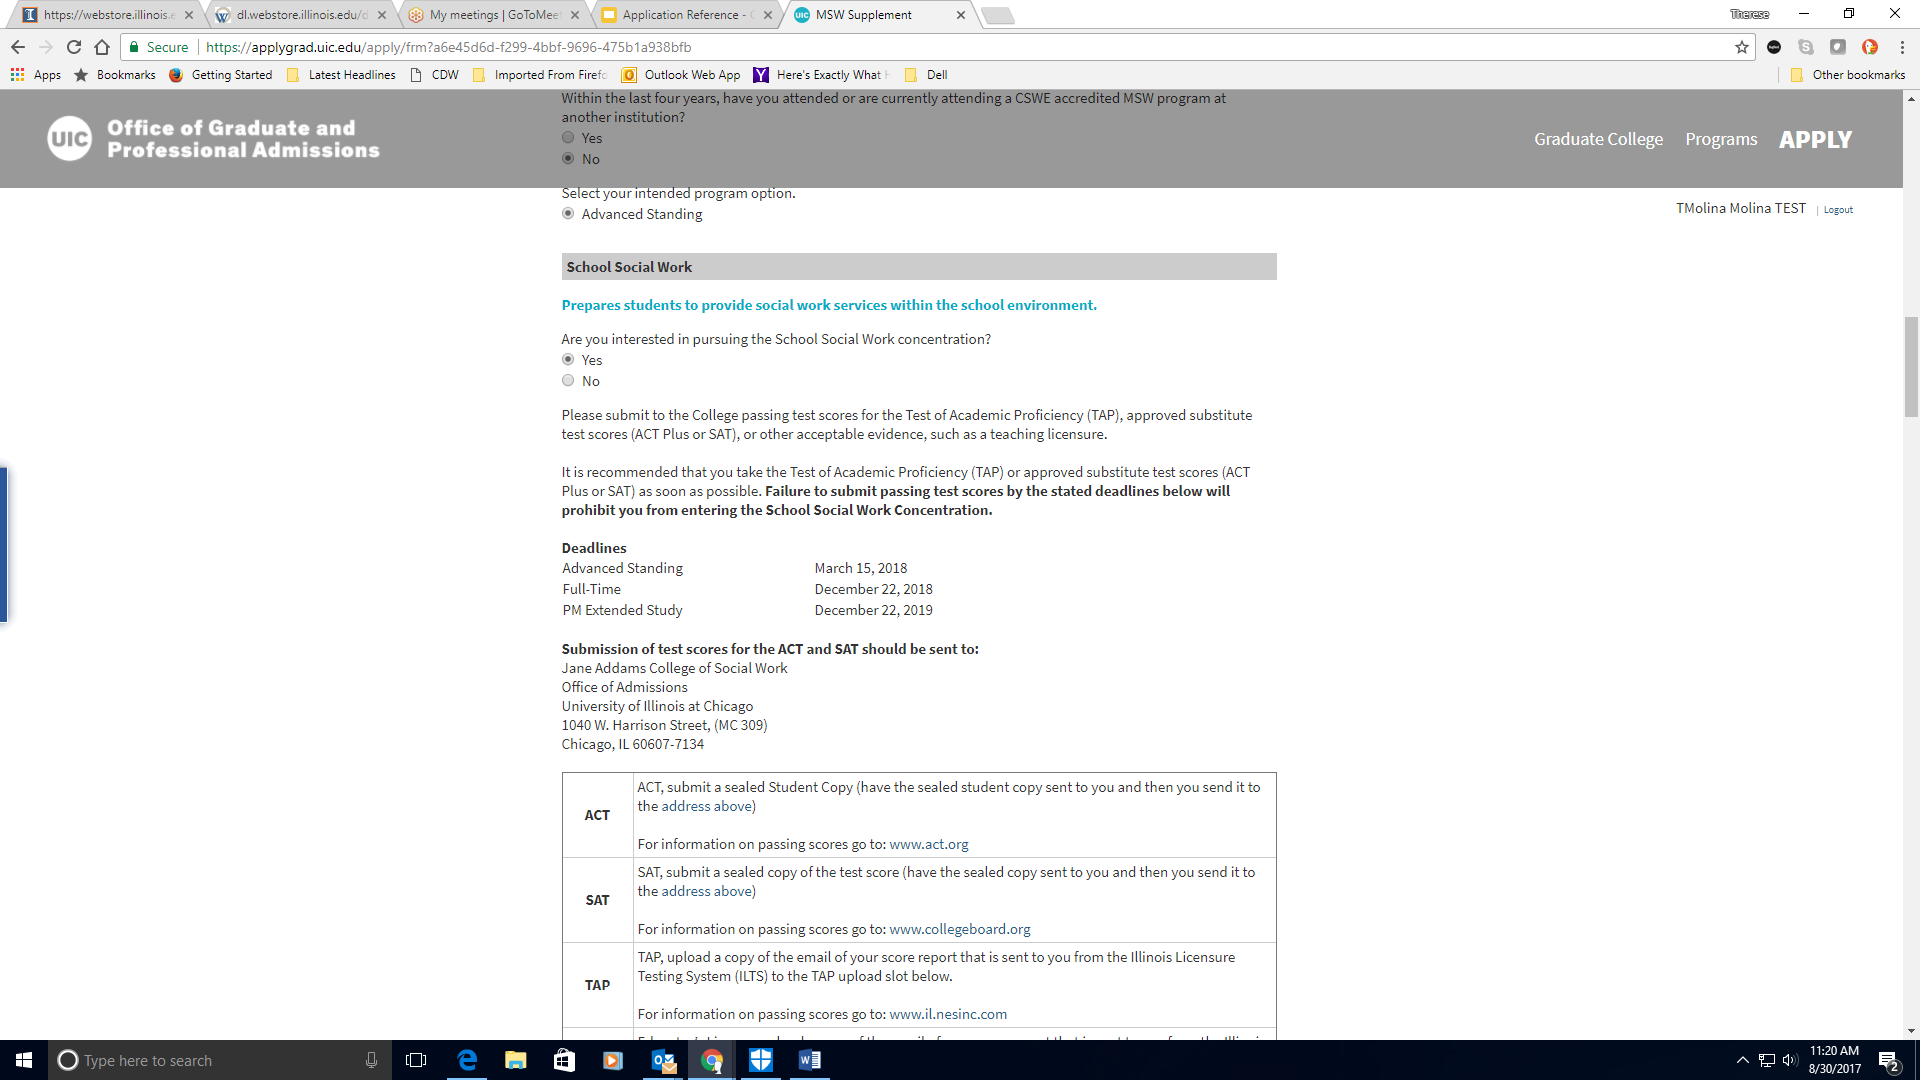 https://webstore.illinois.e
dl.webstore.illinois.edu/d
My meetings | GoToMee
Application Reference -
MSW Supplement
Therese
Secure
https://applygrad.uic.edu/apply/frm?a6e45d6d-f299-4bbf-9696-475b1a938bfb
Apps
Bookmarks
Getting Started
Latest Headlines
CDW
Imported From Firefo
Outlook Web App
Here's Exactly What
Dell
Other bookmarks
UIC
Office of Graduate and
Professional Admissions
Graduate College
Programs
APPLY
TMolina Molina TEST | Logout
Within the last four years, have you attended or are currently attending a CSWE accredited MSW program at
another institution?
Yes
No
Select your intended program option.
Advanced Standing
School Social Work
Prepares students to provide social work services within the school environment.
Are you interested in pursuing the School Social Work concentration?
Yes
No
Please submit to the College passing test scores for the Test of Academic Proficiency (TAP), approved substitute
test scores (ACT Plus or SAT), or other acceptable evidence, such as a teaching licensure.
It is recommended that you take the Test of Academic Proficiency (TAP) or approved substitute test scores (ACT
Plus or SAT) as soon as possible. Failure to submit passing test scores by the stated deadlines below will
prohibit you from entering the School Social Work Concentration.
Deadlines
Advanced Standing March 15, 2018
Full-Time December 22, 2018
PM Extended Study December 22, 2019
Submission of test scores for the ACT and SAT should be sent to:
Jane Addams College of Social Work
Office of Admissions
University of Illinois at Chicago
1040 W. Harrison Street, (MC 309)
Chicago, IL 60607-7134
ACT
ACT, submit a sealed Student Copy (have the sealed student copy sent to you and then you send it to
the address above)
For information on passing scores go to: www.act.org
SAT
SAT, submit a sealed copy of the test score (have the sealed copy sent to you and then you send it to
the address above)
For information on passing scores go to: www.collegeboard.org
TAP
TAP, upload a copy of the email of your score report that is sent to you from the Illinois Licensure
Testing System (ILTS) to the TAP upload slot below.
For information on passing scores go to: www.il.nesinc.com
Type here to search
11:20 AM
8/30/2017
2